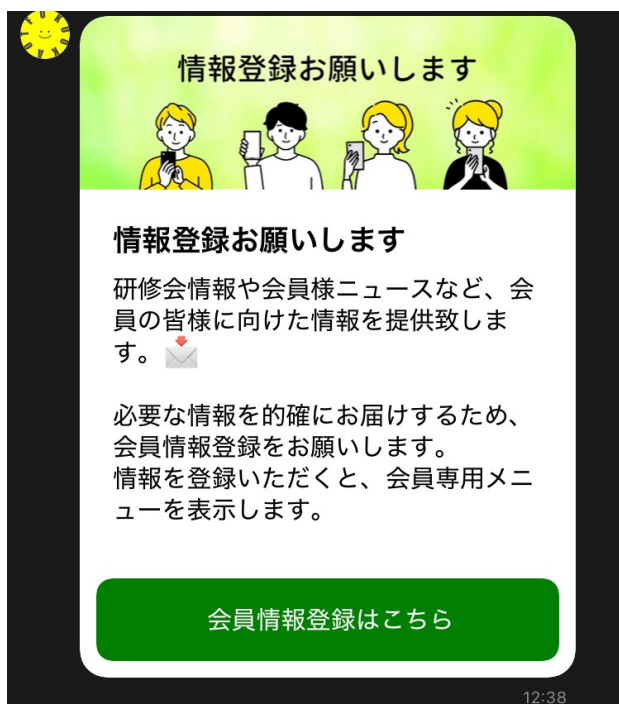 情報登録お願いします
情報登録お願いします
研修会情報や会員様ニュースなど、会
員の皆様に向けた情報を提供致しま
す。📩
必要な情報を的確にお届けするため、
会員情報登録をお願いします。
情報を登録いただくと、会員専用メニ
ューを表示します。
会員情報登録はこちら
12:38